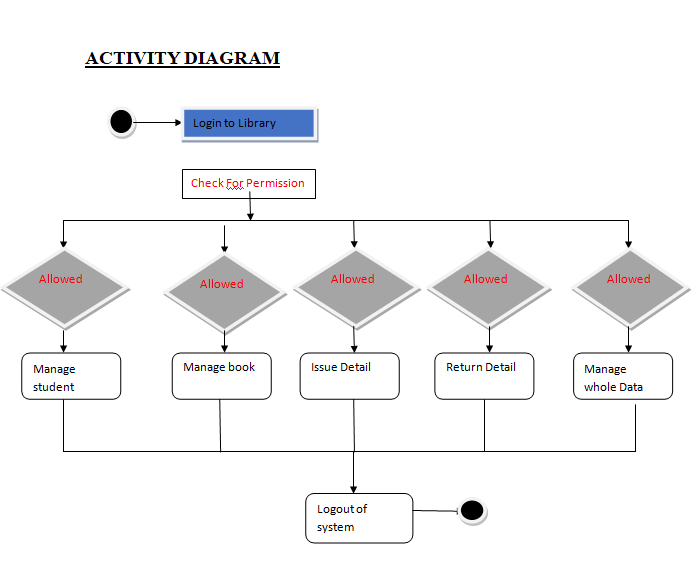 ACTIVITY DIAGRAM
Login to Library
Check For Permission
Allowed
Allowed
Allowed
Allowed
Allowed
Manage
student
Manage book
Issue Detail
Return Detail
Manage
whole Data
Logout of
system